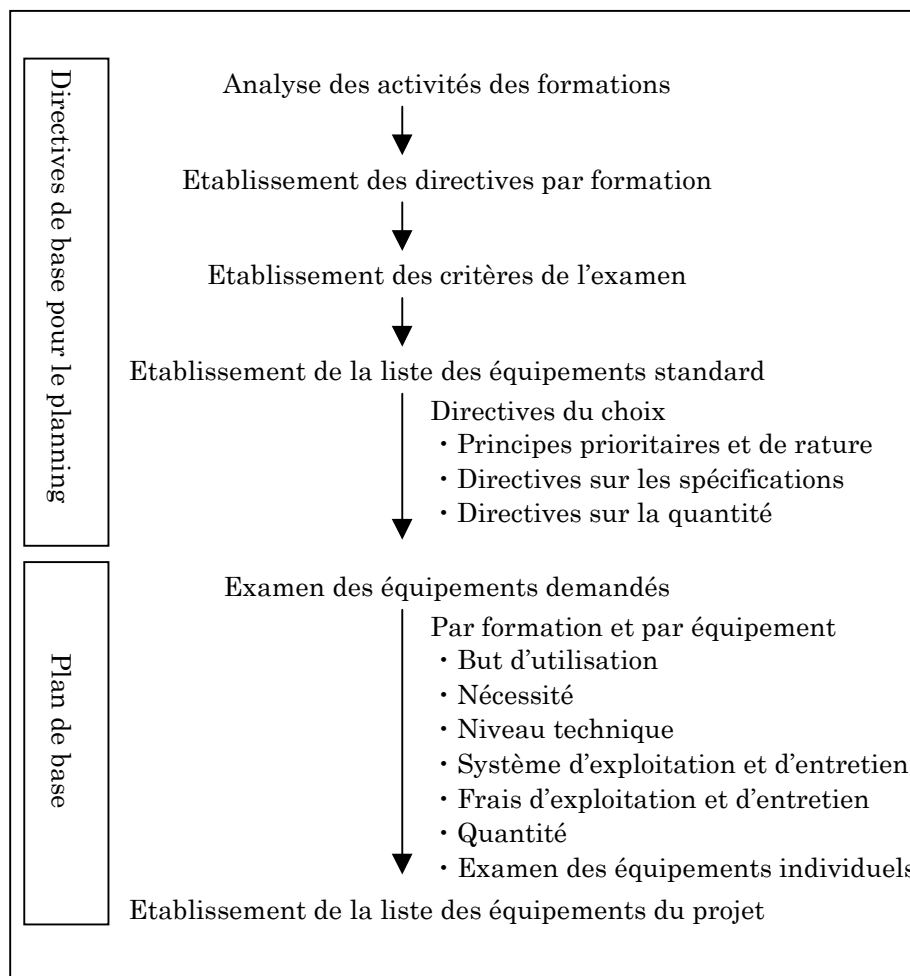 Directives de base pour le planning
Analyse des activités des formations
Etablissement des directives par formation
Etablissement des critères de l'examen
Etablissement de la liste des équipements standard
Directives du choix
・Principes prioritaires et de rature
・Directives sur les spécifications
・Directives sur la quantité
Plan de base
Examen des équipements demandés
Par formation et par équipement
・But d'utilisation
・Nécessité
・Niveau technique
・Système d'exploitation et d'entretien
・Frais d'exploitation et d'entretien
・Quantité
・Examen des équipements individuels
Etablissement de la liste des équipements du projet